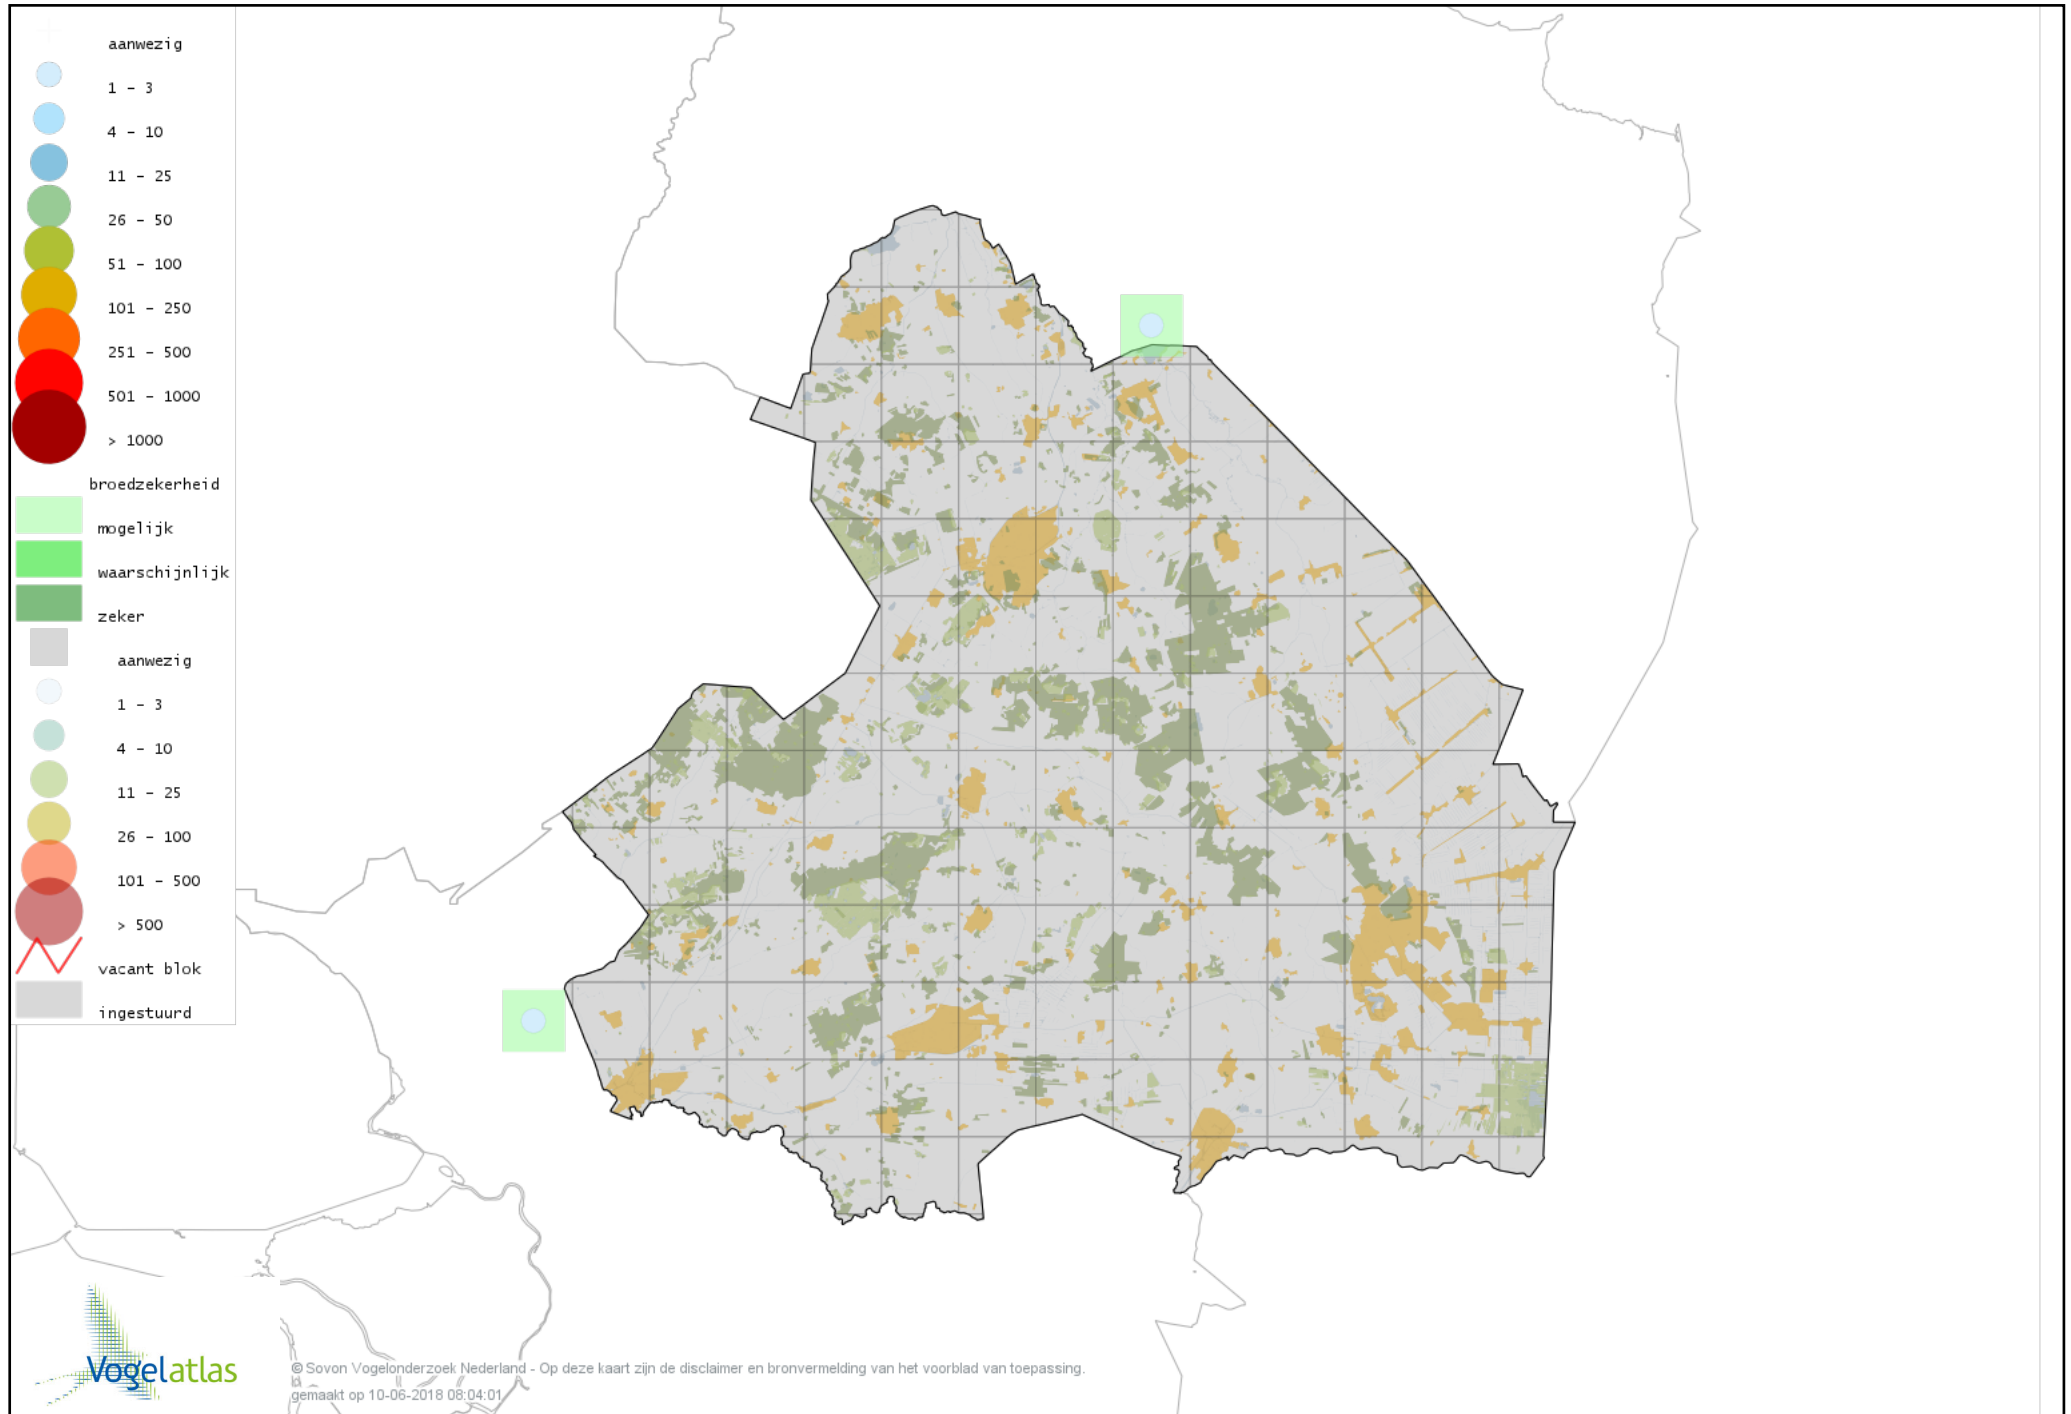 aanwezig
1 - 3
4 - 10
11 - 25
26 - 50
51 - 100
101 - 250
251 - 500
501 - 1000
> 1000
broedzekerheid
mogelijk
waarschijnlijk
zeker
aanwezig
1 - 3
4 - 10
11 - 25
26 - 100
101 - 500
> 500
vacant blok
ingestuurd
Vogelatlas
© Sovon Vogelonderzoek Nederland - Op deze kaart zijn de disclaimer en bronvermelding van het voorblad van toepassing.
gemaakt op 10-06-2018 08:04:01